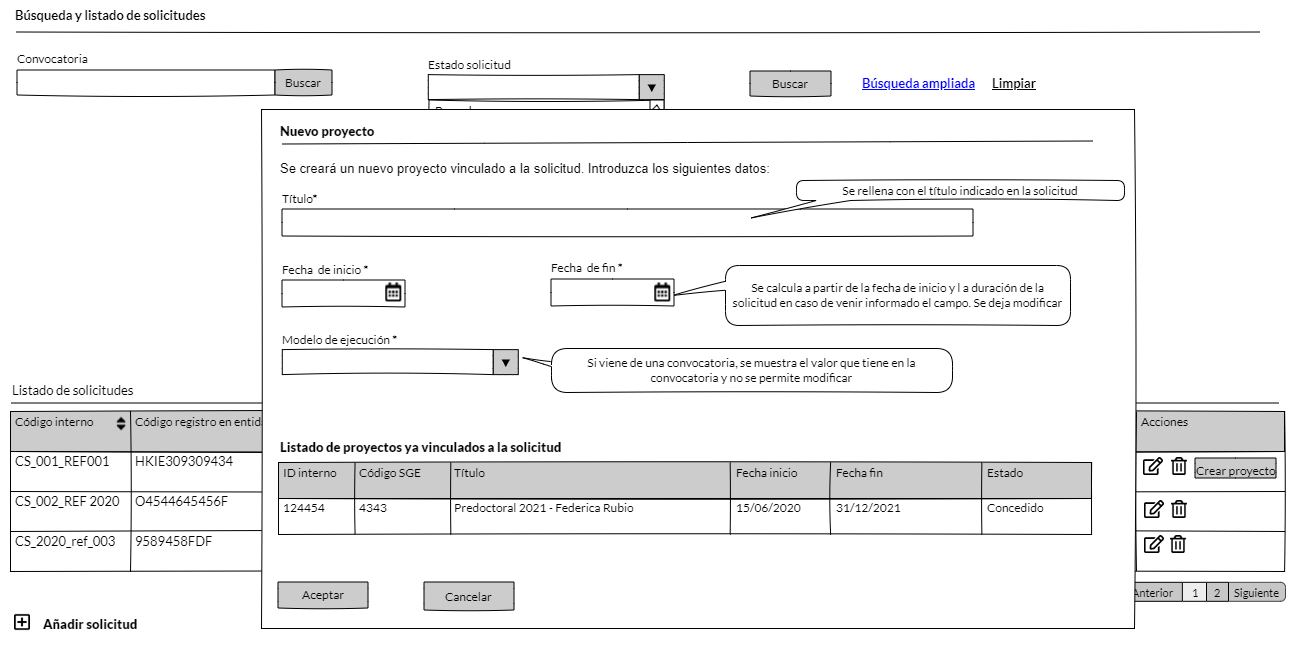 Búsqueda y listado de solicitudes
Convocatoria
Buscar
Estado solicitud
Buscar
Búsqueda ampliada
Limpiar
Nuevo proyecto
Se creará un nuevo proyecto vinculado a la solicitud. Introduzca los siguientes datos:
Se rellena con el título indicado en la solicitud
Título*
Fecha de inicio *
Fecha de fin *
Se calcula a partir de la fecha de inicio y l a duración de la
solicitud en caso de venir informado el campo. Se deja modificar
Modelo de ejecución *
Si viene de una convocatoria, se muestra el valor que tiene en la
convocatoria y no se permite modificar
Listado de solicitudes
Código interno
Código registro en entid
Acciones
CS_001_REF001
HKIE309309434
Crear proyecto
CS_002_REF 2020
O4544645456F
CS_2020_ref_003
9589458FDF
Listado de proyectos ya vinculados a la solicitud
ID interno
Código SGE
Título
Fecha inicio
Fecha fin
Estado
124454
4343
Predoctoral 2021 - Federica Rubio
15/06/2020
31/12/2021
Concedido
Aceptar
Cancelar
Anterior
1
2
Siguiente
Añadir solicitud